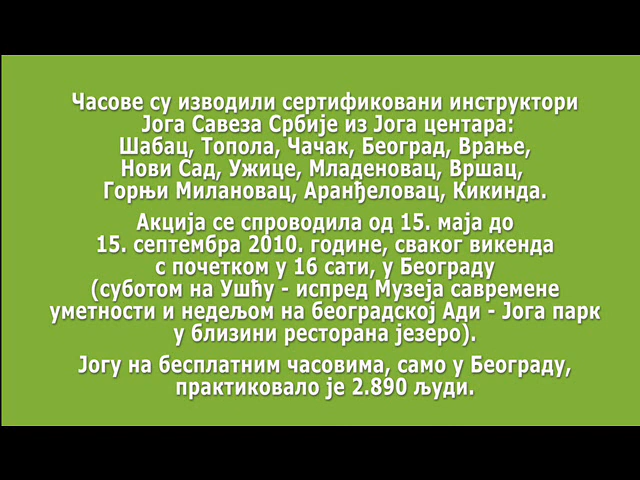 Часове су изводили сертификовани инструктори
Јога Савеза Србије из Јога центара:
Шабац, Топола, Чачак, Београд, Врање,
Нови Сад, Ужице, Младеновац, Вршац,
Горњи Милановац, Аранђеловац, Кикинда.
Акција се спроводила од 15. маја до
15. септембра 2010. године, сваког викенда
с почетком у 16 сати, у Београду
(суботом на Ушћу - испред Музеја савремене
уметности и недељом на београдској Ади - Јога парк
у близини ресторана језеро).
Јогу на бесплатним часовима, само у Београду,
практиковало је 2.890 људи.